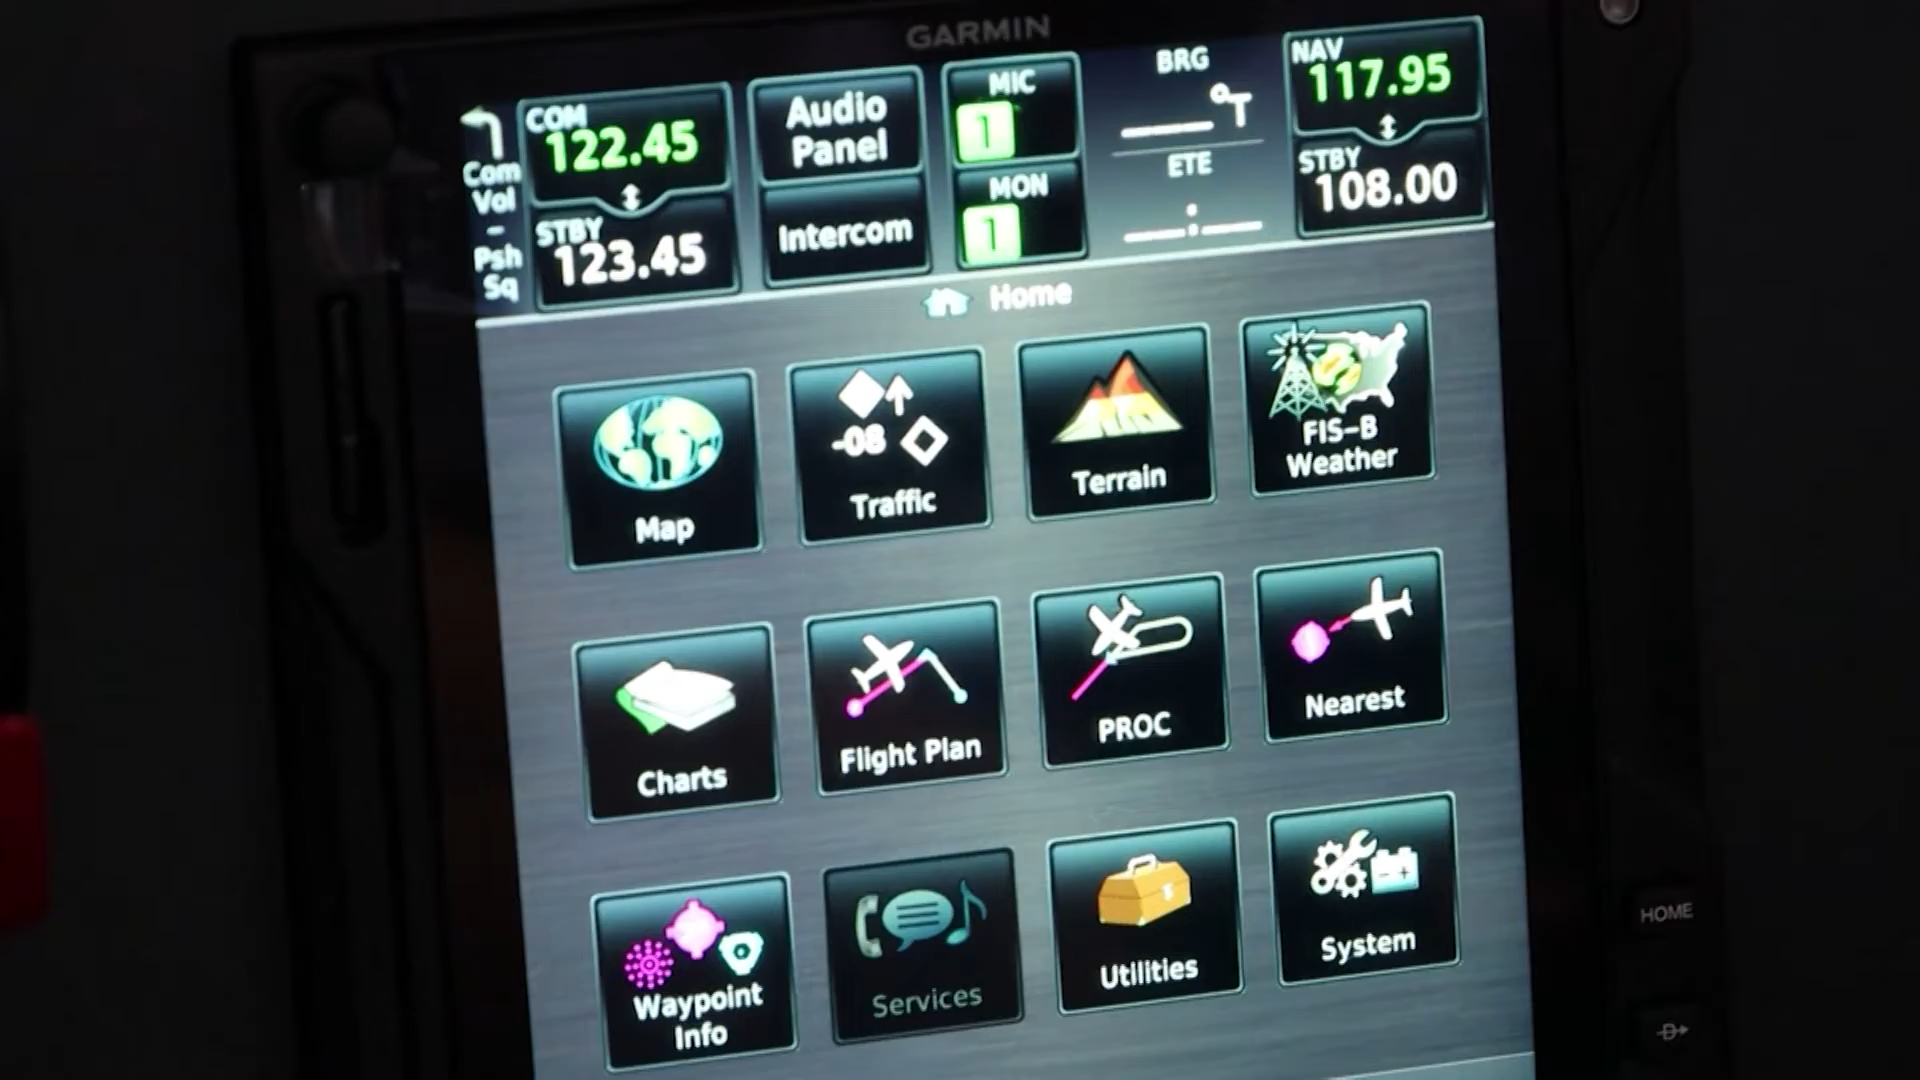 GARMIN
COM
122.45
STBY
123.45
Com
Vol
-
Psh
Sq
Audio
Panel
Intercom
MIC
1
MON
1
BRG
ETE
NAV
117.95
STBY
108.00
Home
Map
-08
Traffic
Terrain
FIS-B
Weather
Charts
Flight Plan
PROC
Nearest
Waypoint
Info
Services
Utilities
System
HOME
D